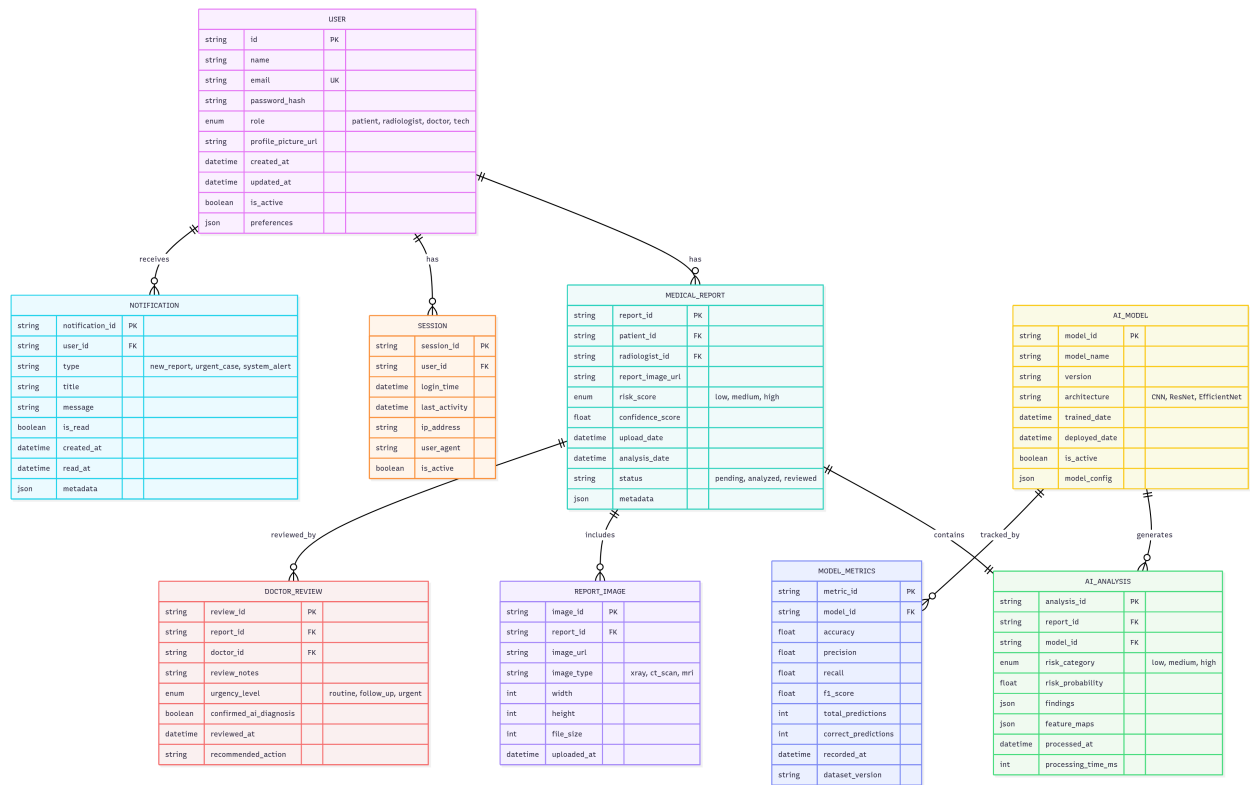 USER
string id PK
string name
string email UK
string password_hash
enum role patient, radiologist, doctor, tech
string profile_picture_url
datetime created_at
datetime updated_at
boolean is_active
json preferences
receives
has
has
NOTIFICATION
string notification_id PK
string user_id FK
string type new_report, urgent_case, system_alert
string title
string message
boolean is_read
datetime created_at
datetime read_at
json metadata
SESSION
string session_id PK
string user_id FK
datetime login_time
datetime last_activity
string ip_address
string user_agent
boolean is_active
MEDICAL_REPORT
string report_id PK
string patient_id FK
string radiologist_id FK
string report_image_url
enum risk_score low, medium, high
float confidence_score
datetime upload_date
datetime analysis_date
string status pending, analyzed, reviewed
json metadata
AI_MODEL
string model_id PK
string model_name
string version
string architecture CNN, ResNet, EfficientNet
datetime trained_date
datetime deployed_date
boolean is_active
json model_config
reviewed_by
includes
contains
tracked_by
generates
DOCTOR_REVIEW
string review_id PK
string report_id FK
string doctor_id FK
string review_notes
enum urgency_level routine, follow_up, urgent
boolean confirmed_ai_diagnosis
datetime reviewed_at
string recommended_action
REPORT_IMAGE
string image_id PK
string report_id FK
string image_url
string image_type xray, ct_scan, mri
int width
int height
int file_size
datetime uploaded_at
MODEL_METRICS
string metric_id PK
string model_id FK
float accuracy
float precision
float recall
float f1_score
int total_predictions
int correct_predictions
datetime recorded_at
string dataset_version
AI_ANALYSIS
string analysis_id PK
string report_id FK
string model_id FK
enum risk_category low, medium, high
float risk_probability
json findings
json feature_maps
datetime processed_at
int processing_time_ms